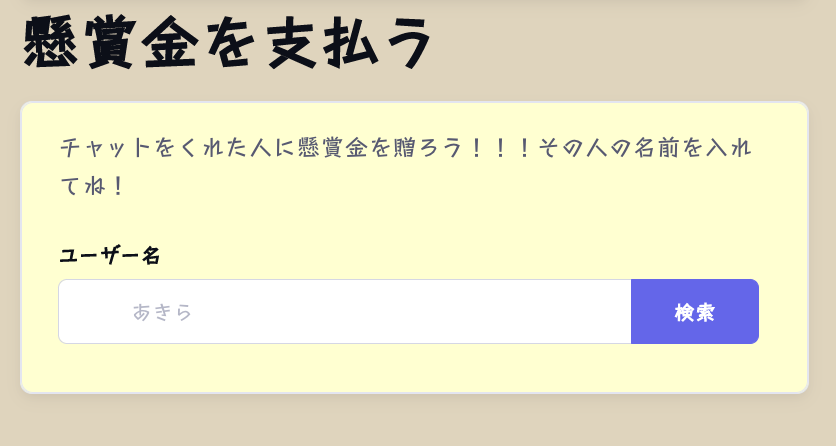 懸賞金を支払う
チャットをくれた人に懸賞金を贈ろう！！！その人の名前を入れ
てね！
ユーザー名
あきら
検索